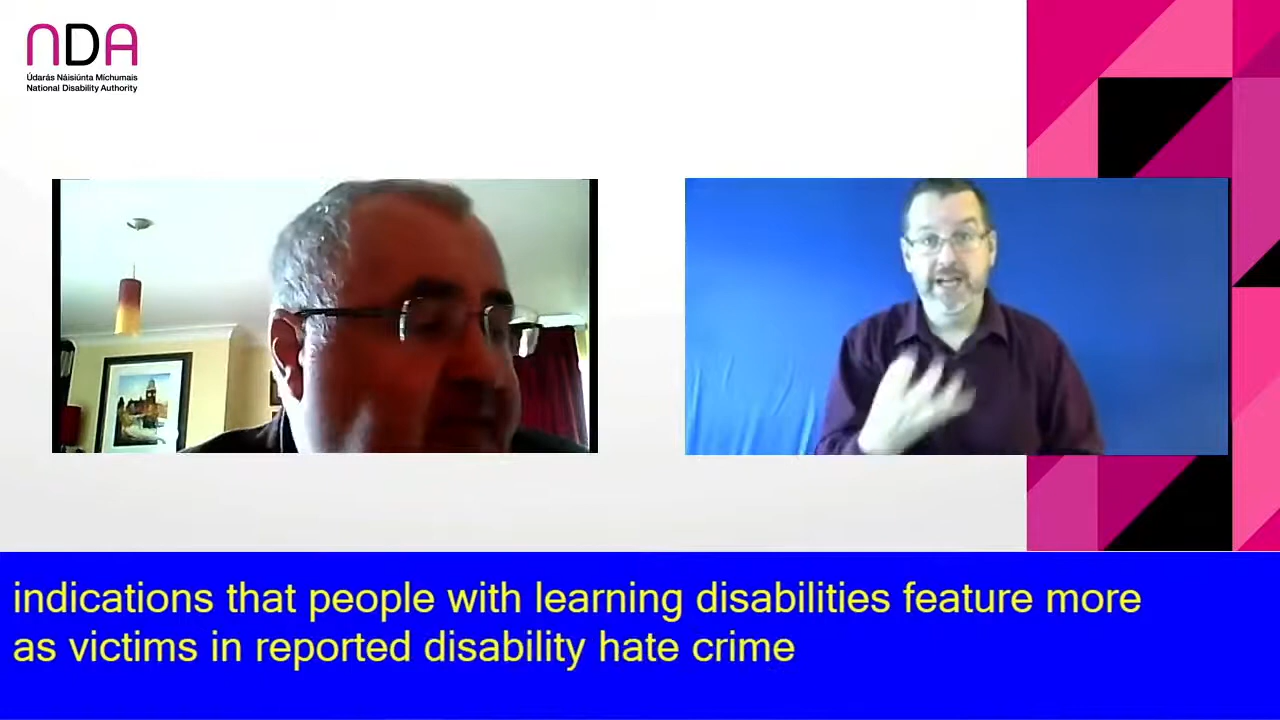 NDA
Údarás Náisiúnta Míchumais
National Disability Authority
indications that people with learning disabilities feature more
as victims in reported disability hate crime